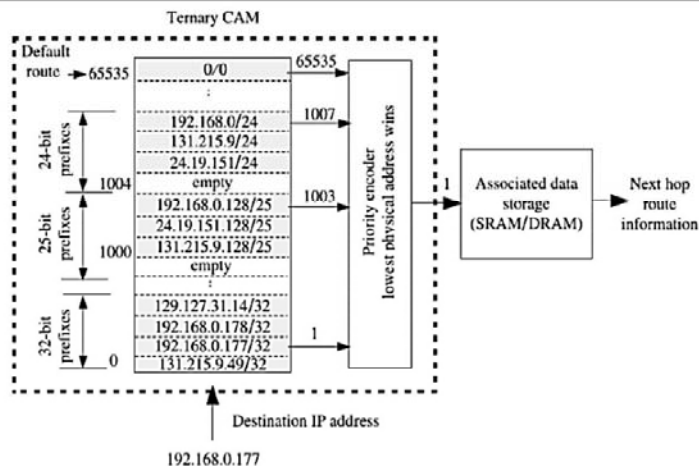 Ternary CAM
Default
route
65535
0/0
65535
:
24-bit
prefixes
192.168.0/24
1007
131.215.9/24
24.19.151/24
1004
empty
25-bit
prefixes
192.168.0.128/25
1003
24.19.151.128/25
1000
131.215.9.128/25
empty
:
32-bit
prefixes
129.127.31.14/32
192.168.0.178/32
192.168.0.177/32
1
0
131.215.9.49/32
Priority encoder
lowest physical address wins
1
Associated data
storage
(SRAM/DRAM)
Next hop
route
information
Destination IP address
192.168.0.177